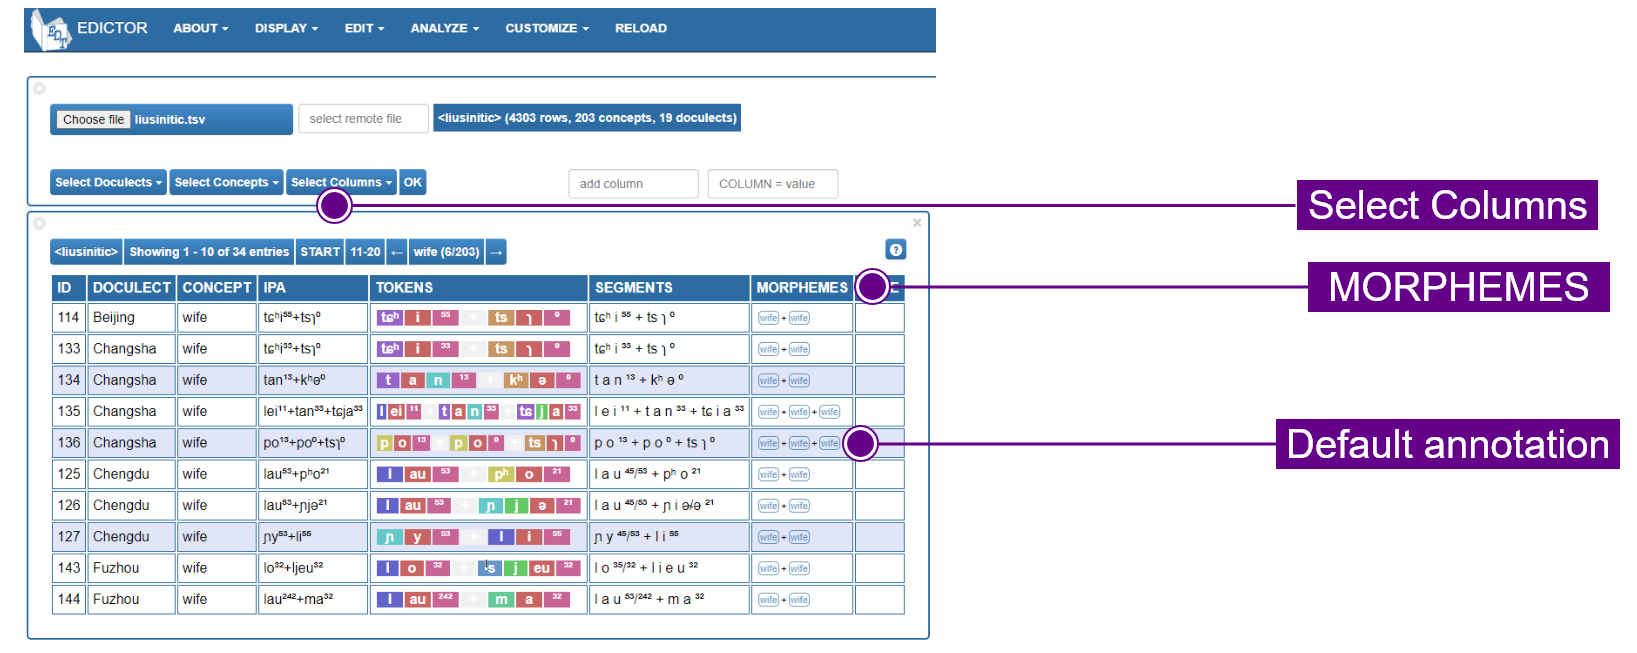 EDICTOR ABOUT DISPLAY EDIT ANALYZE CUSTOMIZE RELOAD
Choose file liusinitic.tsv select remote file <liusinitic> (4303 rows, 203 concepts, 19 doculects)
Select Doculects Select Concepts Select Columns OK add column COLUMN = value
Select Columns
<liusinitic> Showing 1 - 10 of 34 entries START 11-20 ← wife (6/203) →
ID DOCULECT CONCEPT IPA TOKENS SEGMENTS MORPHEMES
MORPHEMES
114 Beijing wife tɕʰi⁵⁵+tsɿ⁰ tɕʰ i ⁵⁵ + ts ɿ ⁰ tɕʰ i ⁵⁵ + ts ɿ ⁰ wife + wife
133 Changsha wife tɕʰi³³+tsɿ⁰ tɕʰ i ³³ + ts ɿ ⁰ tɕʰ i ³³ + ts ɿ ⁰ wife + wife
134 Changsha wife tan¹³+kʰə⁰ t a n ¹³ + kʰ ə ⁰ t a n ¹³ + kʰ ə ⁰ wife + wife
135 Changsha wife lei¹¹+tan³³+tɕja³³ l ei ¹¹ + t a n ³³ + tɕ j a ³³ l e i ¹¹ + t a n ³³ + tɕ i a ³³ wife + wife + wife
136 Changsha wife po¹³+po⁰+tsɿ⁰ p o ¹³ + p o ⁰ + ts ɿ ⁰ p o ¹³ + p o ⁰ + ts ɿ ⁰ wife + wife + wife
Default annotation
125 Chengdu wife lau⁵³+pʰo²¹ l au ⁵³ + pʰ o ²¹ l a u ⁴⁵/⁵³ + pʰ o ²¹ wife + wife
126 Chengdu wife lau⁵³+ɲjə²¹ l au ⁵³ + ɲ j ə ²¹ l a u ⁴⁵/⁵³ + ɲ i ə/ə ²¹ wife + wife
127 Chengdu wife ɲy⁵³+li⁵⁵ ɲ y ⁵³ + l i ⁵⁵ ɲ y ⁴⁵/⁵³ + l i ⁵⁵ wife + wife
143 Fuzhou wife lo³²+ljeu³² l o ³² + s j eu ³² l o ³⁵/³² + l i e u ³² wife + wife
144 Fuzhou wife lau²⁴²+ma³² l au ²⁴² + m a ³² l a u ⁵³/²⁴² + m a ³² wife + wife